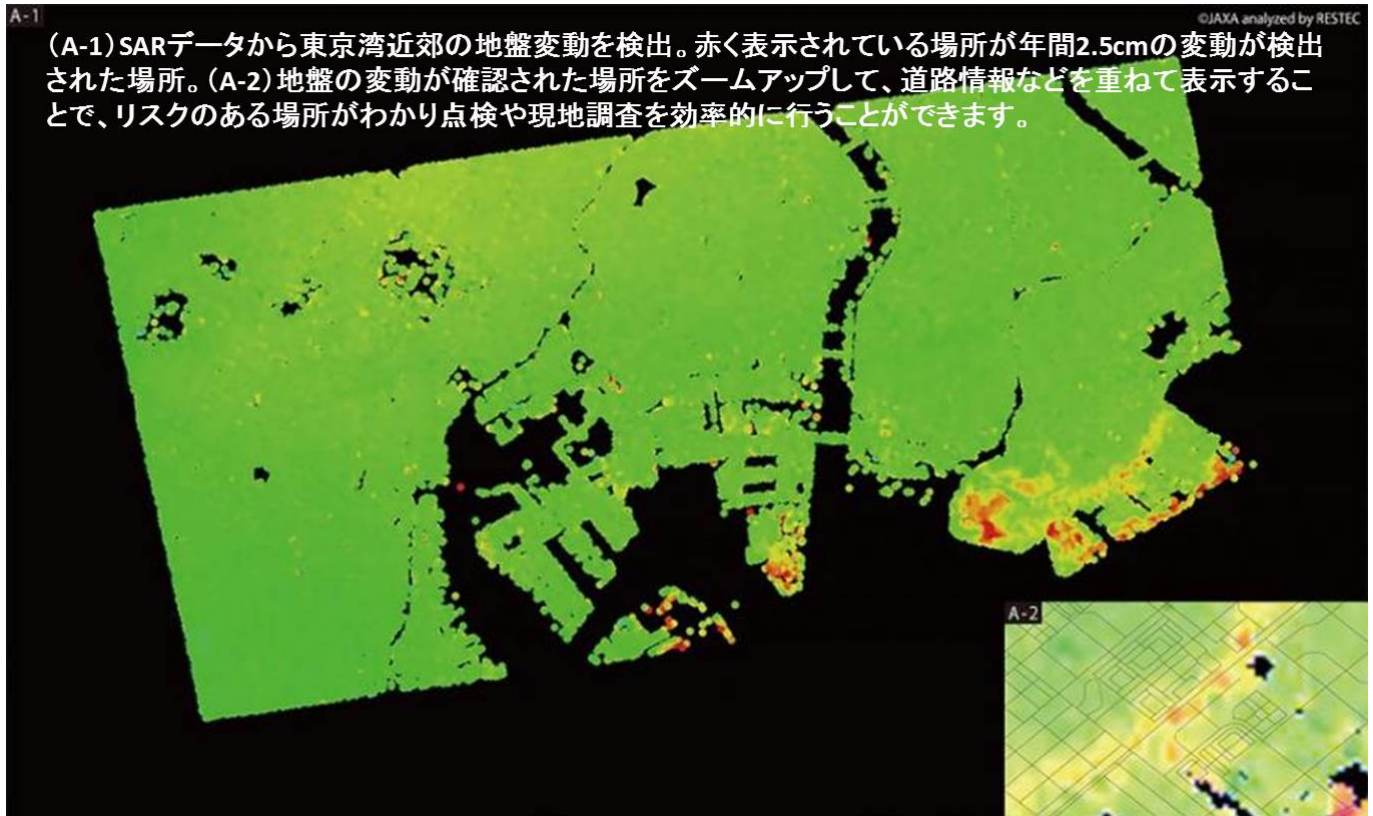 A-1
©JAXA analyzed by RESTEC
（A-1）SARデータから東京湾近郊の地盤変動を検出。赤く表示されている場所が年間2.5cmの変動が検出
された場所。（A-2）地盤の変動が確認された場所をズームアップして、道路情報などを重ねて表示するこ
とで、リスクのある場所がわかり点検や現地調査を効率的に行うことができます。
A-2